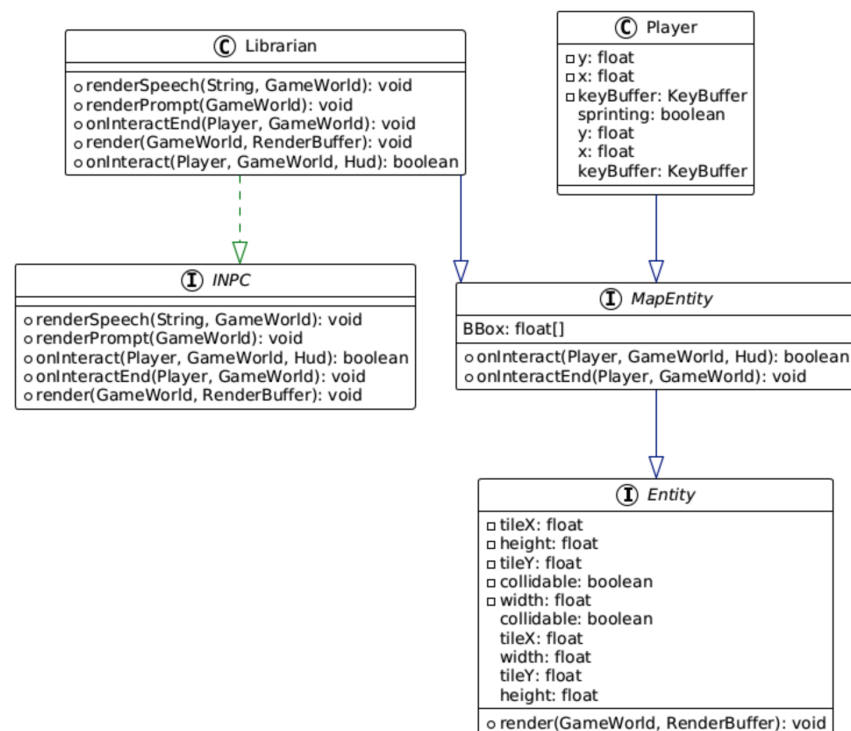 C Librarian
renderSpeech(String, GameWorld): void
renderPrompt(GameWorld): void
onInteractEnd(Player, GameWorld): void
render(GameWorld, RenderBuffer): void
onInteract(Player, GameWorld, Hud): boolean
C Player
y: float
x: float
keyBuffer: KeyBuffer
sprinting: boolean
y: float
x: float
keyBuffer: KeyBuffer
I INPC
renderSpeech(String, GameWorld): void
renderPrompt(GameWorld): void
onInteract(Player, GameWorld, Hud): boolean
onInteractEnd(Player, GameWorld): void
render(GameWorld, RenderBuffer): void
I MapEntity
BBox: float[]
onInteract(Player, GameWorld, Hud): boolean
onInteractEnd(Player, GameWorld): void
I Entity
tileX: float
height: float
tileY: float
collidable: boolean
width: float
collidable: boolean
tileX: float
width: float
tileY: float
height: float
render(GameWorld, RenderBuffer): void